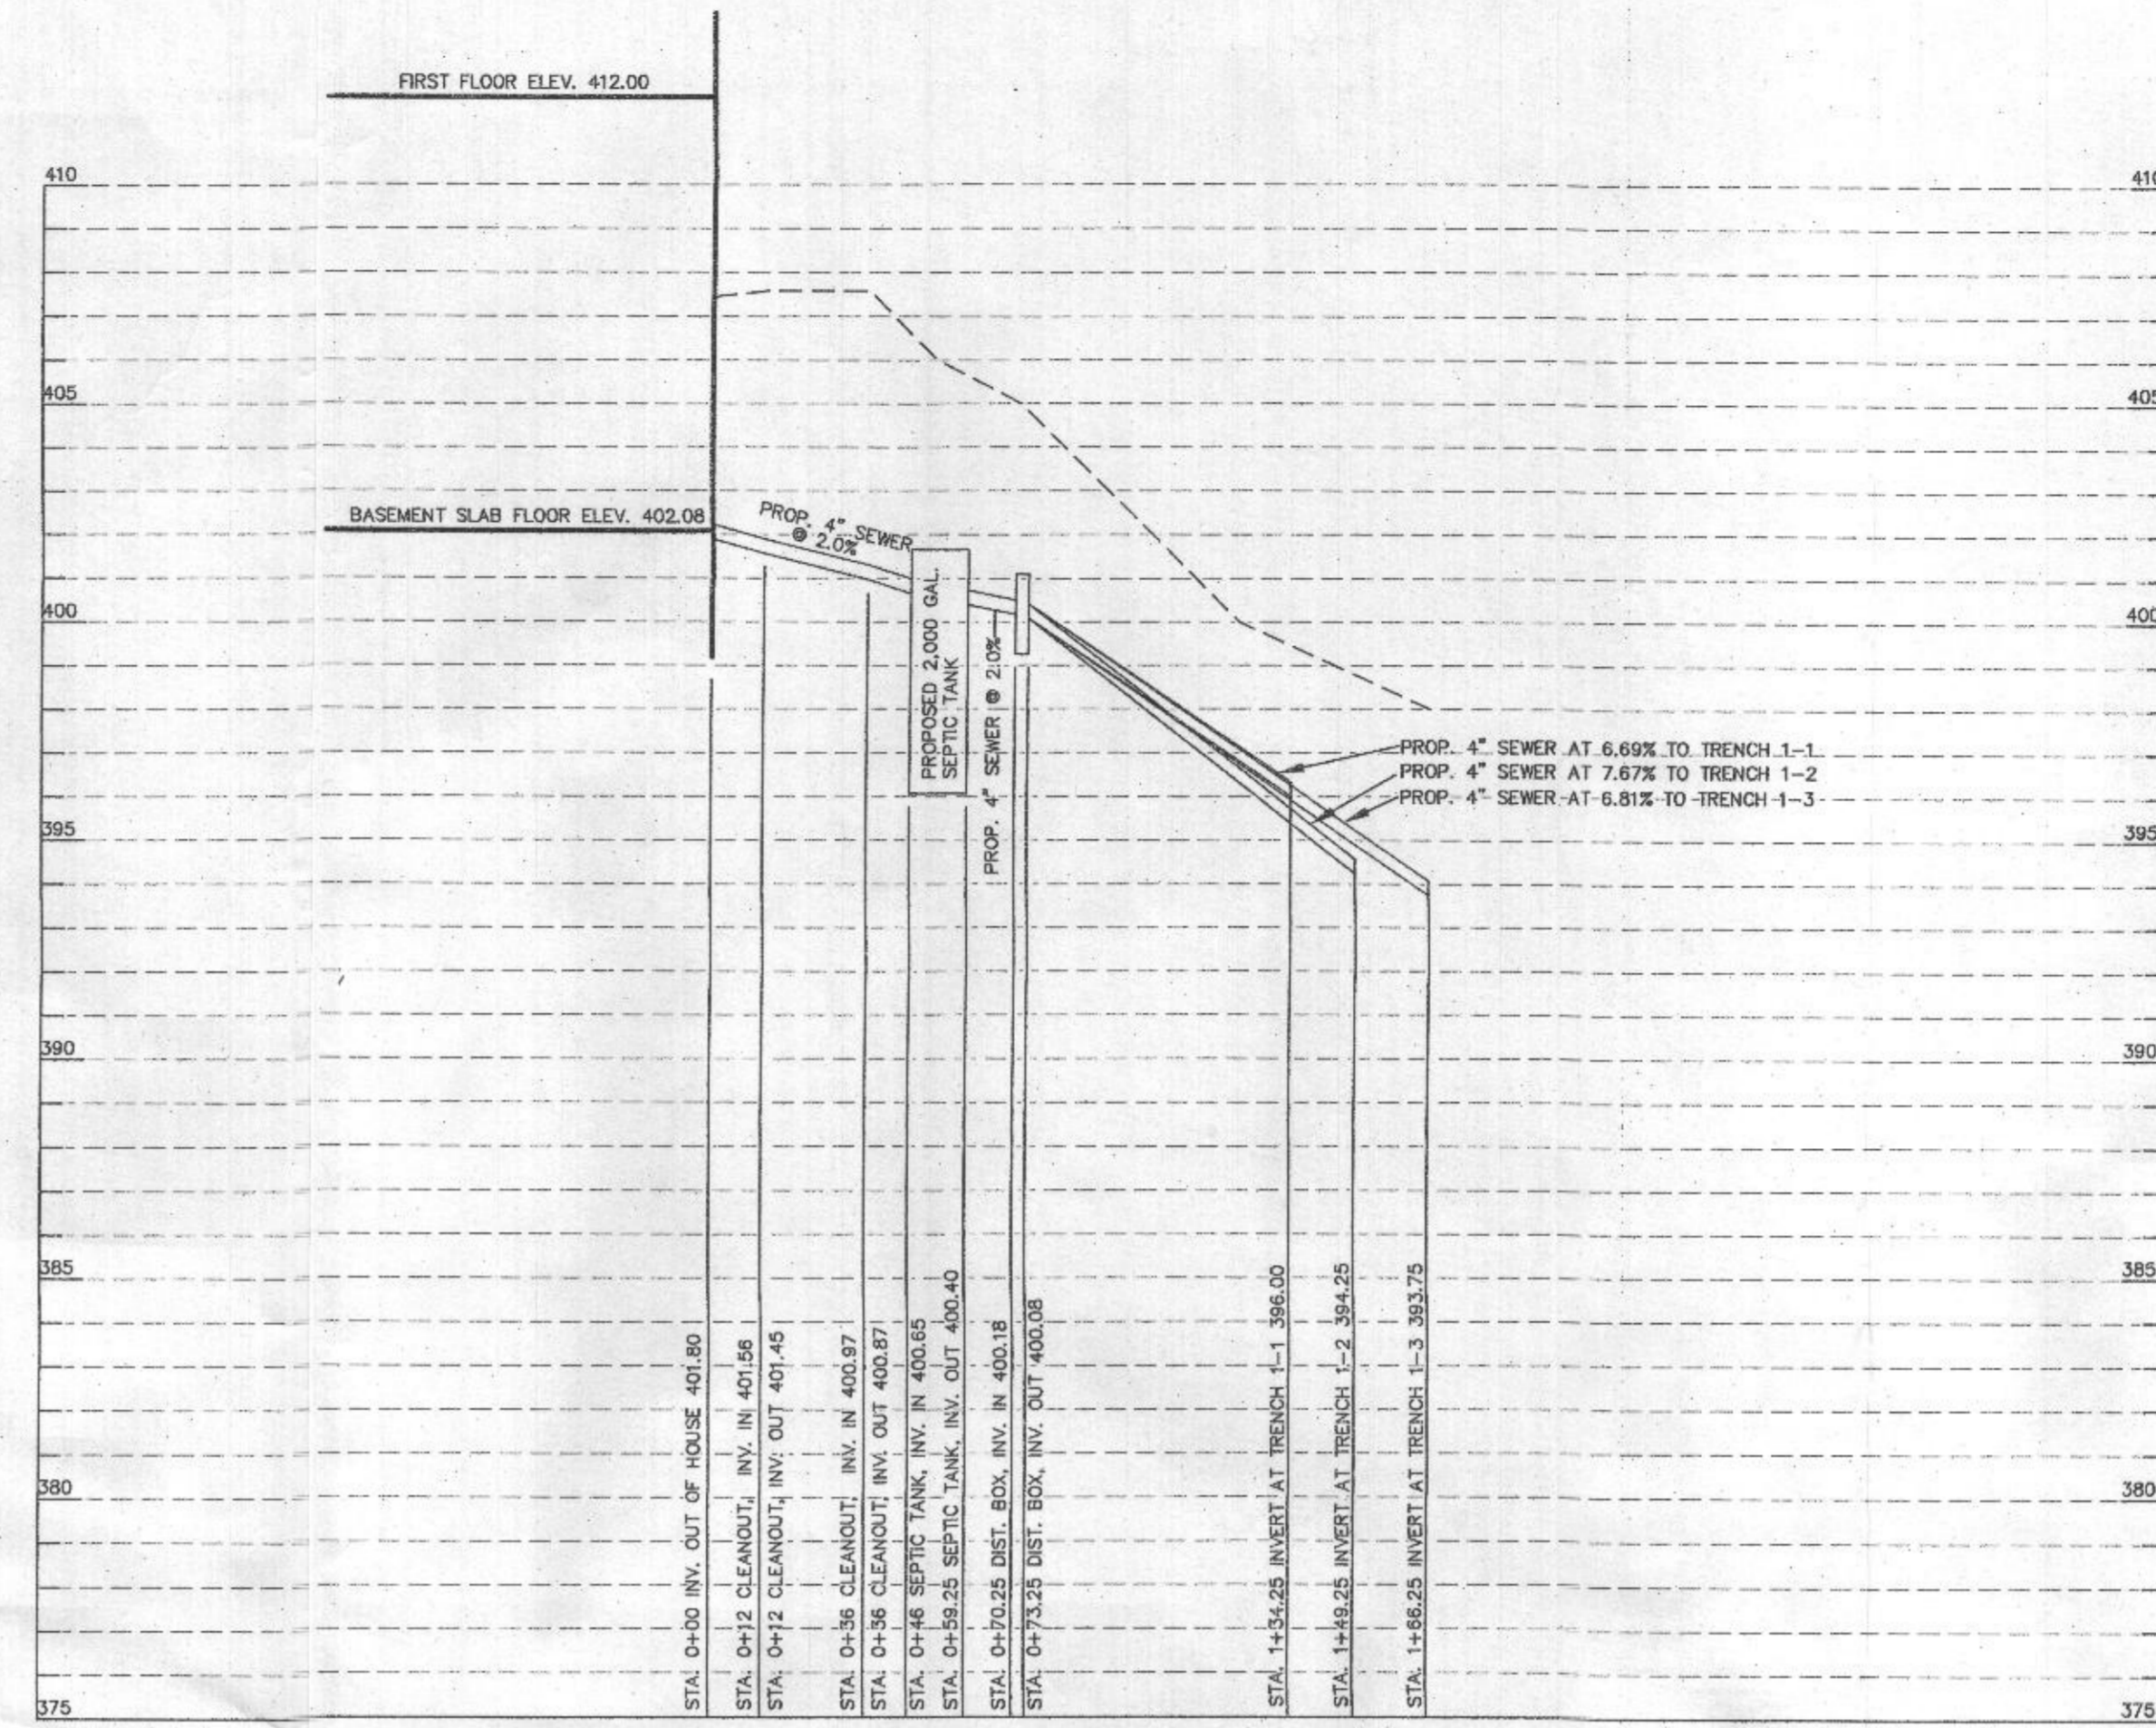 FIRST FLOOR ELEV. 412.00
410
410
405
405
BASEMENT SLAB FLOOR ELEV. 402.08
PROP. 4" SEWER
@ 2.0%
400
400
PROPOSED 2,000 GAL.
SEPTIC TANK
PROP. 4" SEWER @ 2.0%
PROP. 4" SEWER AT 6.69% TO TRENCH 1-1
PROP. 4" SEWER AT 7.67% TO TRENCH 1-2
PROP. 4" SEWER AT 6.81% TO TRENCH 1-3
395
395
390
390
385
385
380
380
375
375
STA. 0+00 INV. OUT OF HOUSE 401.80
STA. 0+12 CLEANOUT, INV. IN 401.56
STA. 0+12 CLEANOUT, INV. OUT 401.45
STA. 0+36 CLEANOUT, INV. IN 400.97
STA. 0+36 CLEANOUT, INV. OUT 400.87
STA. 0+46 SEPTIC TANK, INV. IN 400.65
STA. 0+59.25 SEPTIC TANK, INV. OUT 400.40
STA. 0+70.25 DIST. BOX, INV. IN 400.18
STA. 0+73.25 DIST. BOX, INV. OUT 400.08
STA. 1+34.25 INVERT AT TRENCH 1-1 396.00
STA. 1+49.25 INVERT AT TRENCH 1-2 394.25
STA. 1+66.25 INVERT AT TRENCH 1-3 393.75